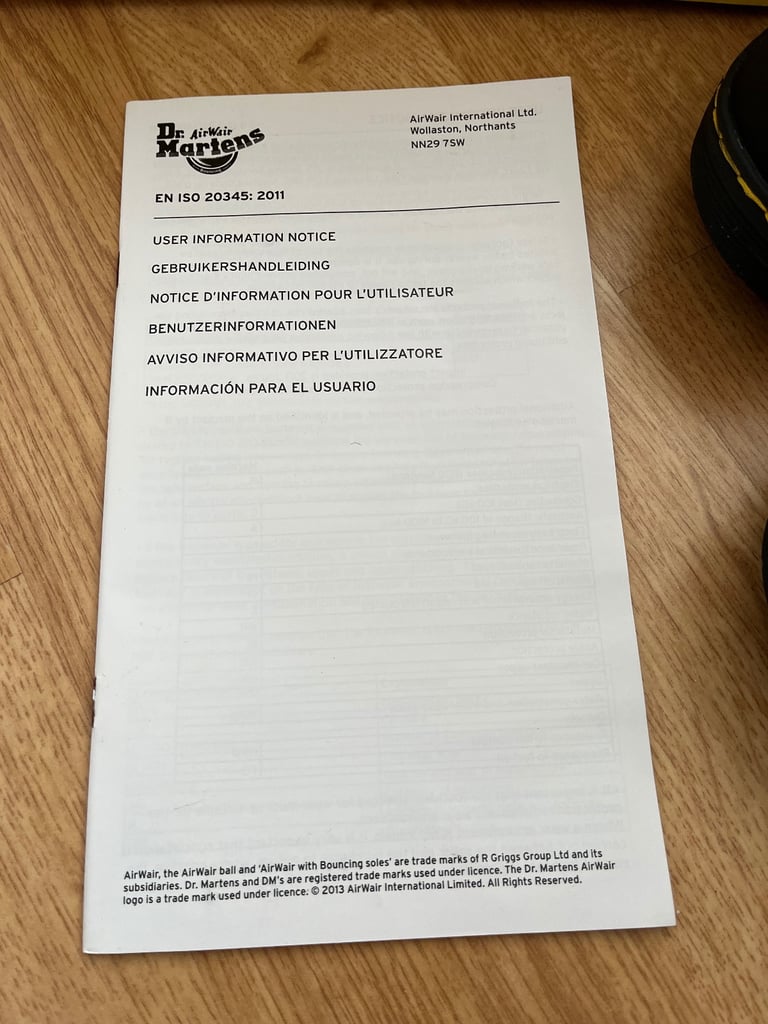 Dr. AirWair
Martens
AirWair International Ltd.
Wollaston, Northants
NN29 7SW
EN ISO 20345: 2011
USER INFORMATION NOTICE
GEBRUIKERSHANDLEIDING
NOTICE D'INFORMATION POUR L'UTILISATEUR
BENUTZERINFORMATIONEN
AVVISO INFORMATIVO PER L'UTILIZZATORE
INFORMACIÓN PARA EL USUARIO
AirWair, the AirWair ball and 'AirWair with Bouncing soles' are trade marks of R Griggs Group Ltd and its
subsidiaries. Dr. Martens and DM's are registered trade marks used under licence. The Dr. Martens AirWair
logo is a trade mark used under licence. © 2013 AirWair International Limited. All Rights Reserved.